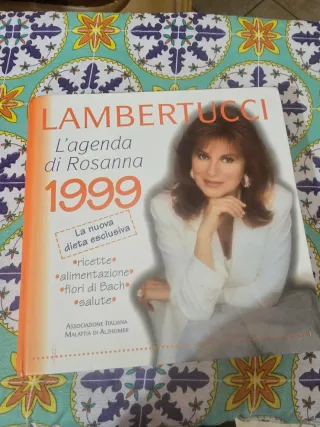 LAMBERTUCCI
L'agenda
di Rosanna
1999
La nuova
dieta esclusiva
•ricette•
•alimentazione•
•fiori di Bach•
•salute•
ASSOCIAZIONE ITALIANA
MALATTIA DI ALZHEIMER